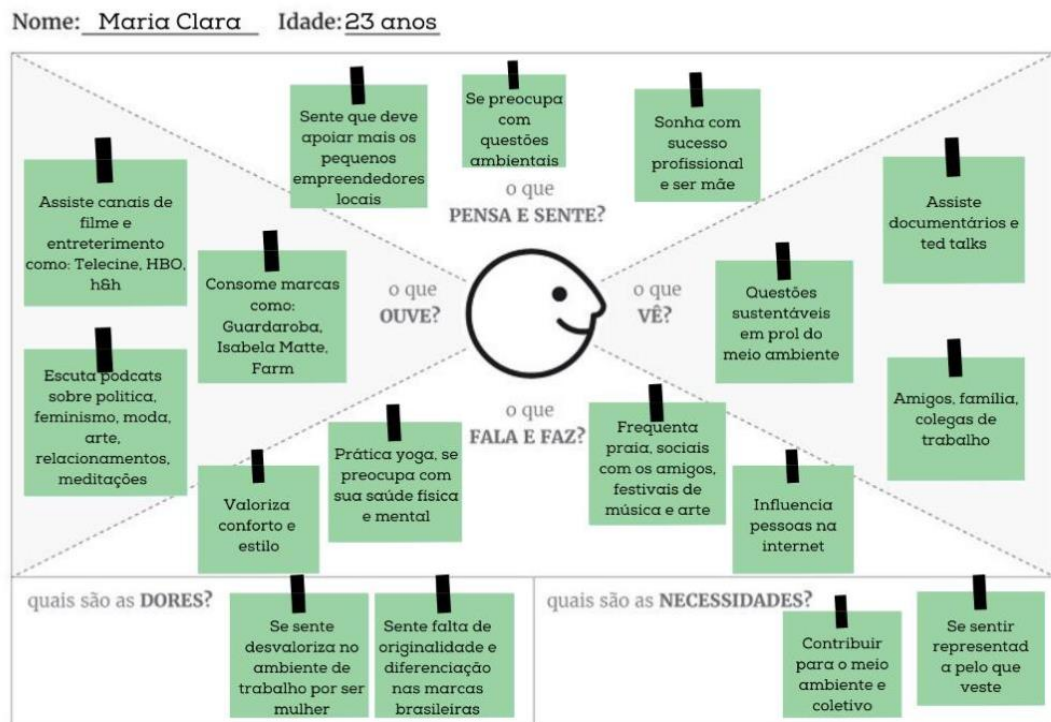 Nome: Maria Clara Idade: 23 anos
Sente que deve
apoiar mais os
pequenos
empreendedores
locais
Se preocupa
com
questões
ambientais
Sonha com
sucesso
profissional
e ser mãe
o que
PENSA E SENTE?
Assiste canais de
filme e
entreterimento
como: Telecine, HBO,
h&h
Consome marcas
como:
Guardaroba,
Isabela Matte,
Farm
Escuta podcats
sobre politica,
feminismo, moda,
arte,
relacionamentos,
meditações
o que
OUVE?
o que
VÊ?
Assiste
documentários e
ted talks
Questões
sustentáveis
em prol do
meio ambiente
Amigos, família,
colegas de
trabalho
o que
FALA E FAZ?
Valoriza
conforto e
estilo
Prática yoga, se
preocupa com
sua saúde física
e mental
Frequenta
praia, sociais
com os amigos,
festivais de
música e arte
Influencia
pessoas na
internet
quais são as DORES?
Se sente
desvaloriza no
ambiente de
trabalho por ser
mulher
Sente falta de
originalidade e
diferenciação
nas marcas
brasileiras
quais são as NECESSIDADES?
Contribuir
para o meio
ambiente e
coletivo
Se sentir
representad
a pelo que
veste